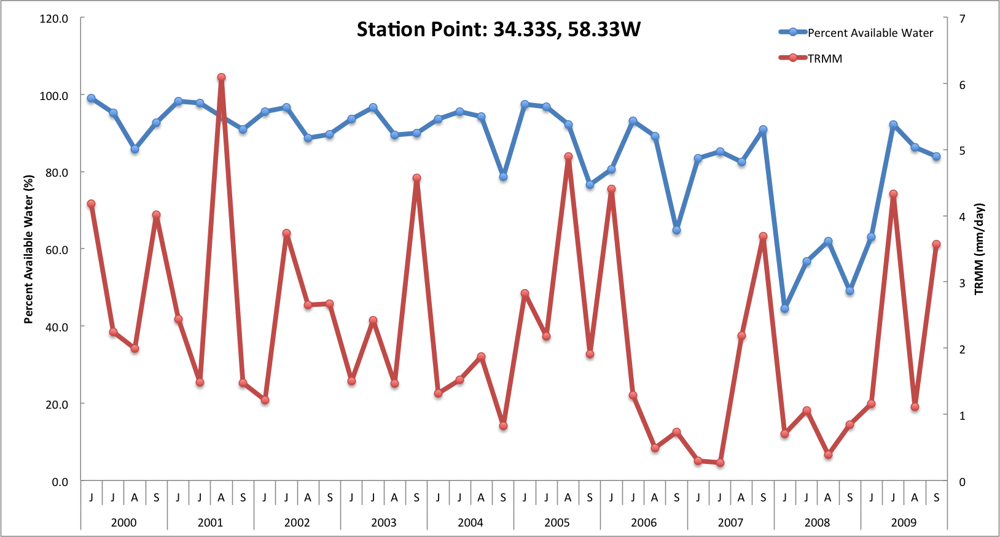 Station Point: 34.33S, 58.33W
Percent Available Water
TRMM
Percent Available Water (%)
120.0
100.0
80.0
60.0
40.0
20.0
0.0
TRMM (mm/day)
7
6
5
4
3
2
1
0
J J A S J J A S J J A S J J A S J J A S J J A S J J A S J J A S J J A S J J A S
2000 2001 2002 2003 2004 2005 2006 2007 2008 2009